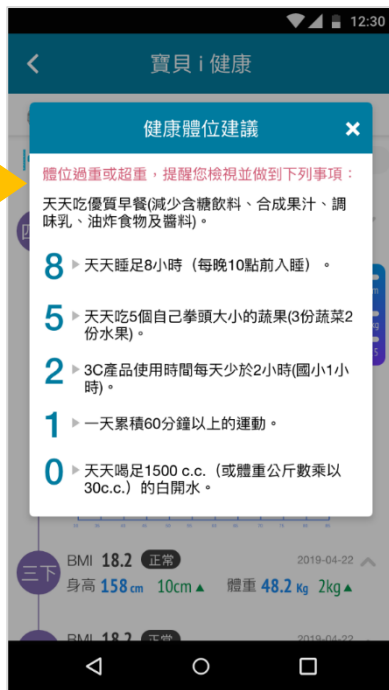 12:30
寶貝 i 健康
健康體位建議
體位過重或超重，提醒您檢視並做到下列事項：
天天吃優質早餐(減少含糖飲料、合成果汁、調
味乳、油炸食物及醬料)。
8 天天睡足8小時（每晚10點前入睡）。
5 天天吃5個自己拳頭大小的蔬果(3份蔬菜2
份水果)。
2 3C產品使用時間每天少於2小時(國小1小
時)。
1 一天累積60分鐘以上的運動。
0 天天喝足1500 c.c.（或體重公斤數乘以
30c.c.）的白開水。
三下 BMI 18.2 正常 2019-04-22
身高 158 cm 10cm▲ 體重 48.2 Kg 2kg▲
BMI 18.2 正常 2019-04-22